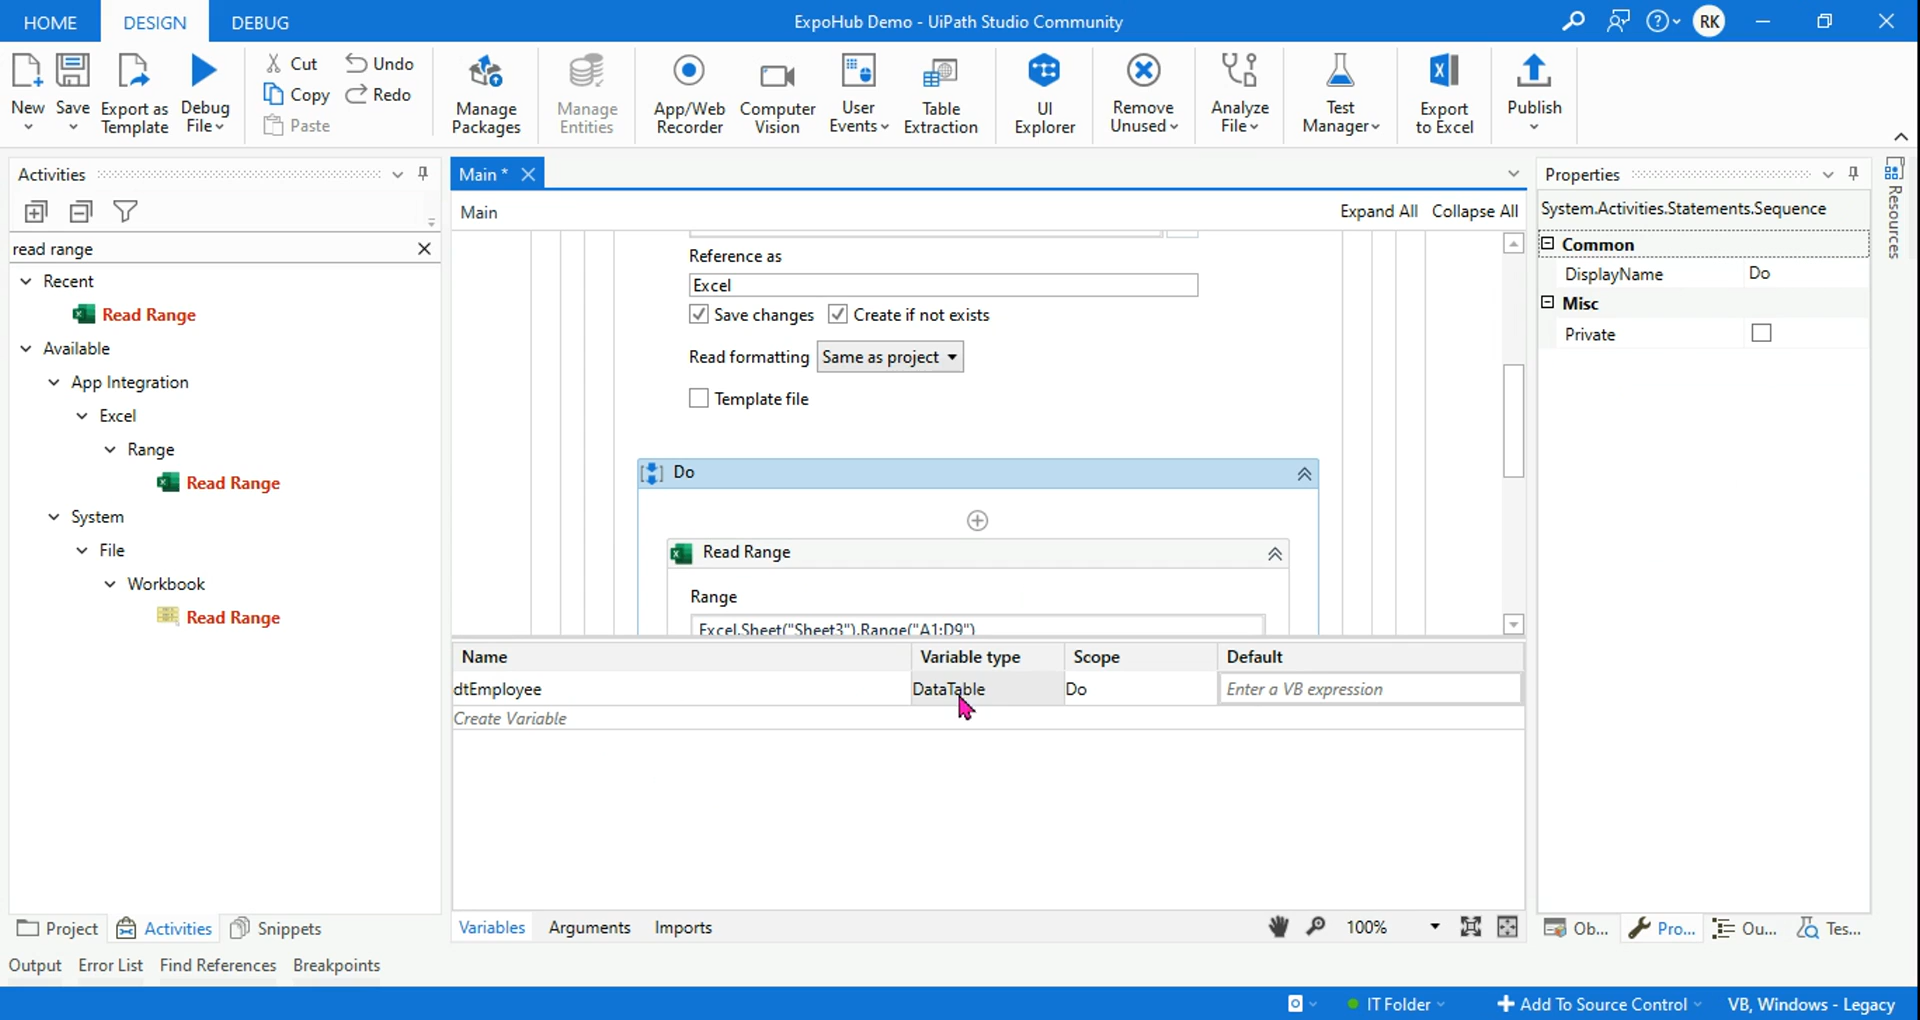 HOME DESIGN DEBUG ExpoHub Demo - UiPath Studio Community RK
New Save Export as Template Debug File
Cut Copy Paste
Undo Redo
Manage Packages
Manage Entities
App/Web Recorder
Computer Vision
User Events
Table Extraction
UI Explorer
Remove Unused
Analyze File
Test Manager
Export to Excel
Publish
Activities
read range
Recent
Read Range
Available
App Integration
Excel
Range
Read Range
System
File
Workbook
Read Range
Project Activities Snippets
Main *
Main Expand All Collapse All
Reference as
Excel
Save changes Create if not exists
Read formatting Same as project
Template file
Do
Read Range
Range
Excel.Sheet("Sheet3").Range("A1:D9")
Name Variable type Scope Default
dtEmployee DataTable Do Enter a VB expression
Create Variable
Variables Arguments Imports 100%
Properties
System.Activities.Statements.Sequence
Common
DisplayName Do
Misc
Private
Resources
Ob... Pro... Ou... Tes...
Output Error List Find References Breakpoints
IT Folder Add To Source Control VB, Windows - Legacy